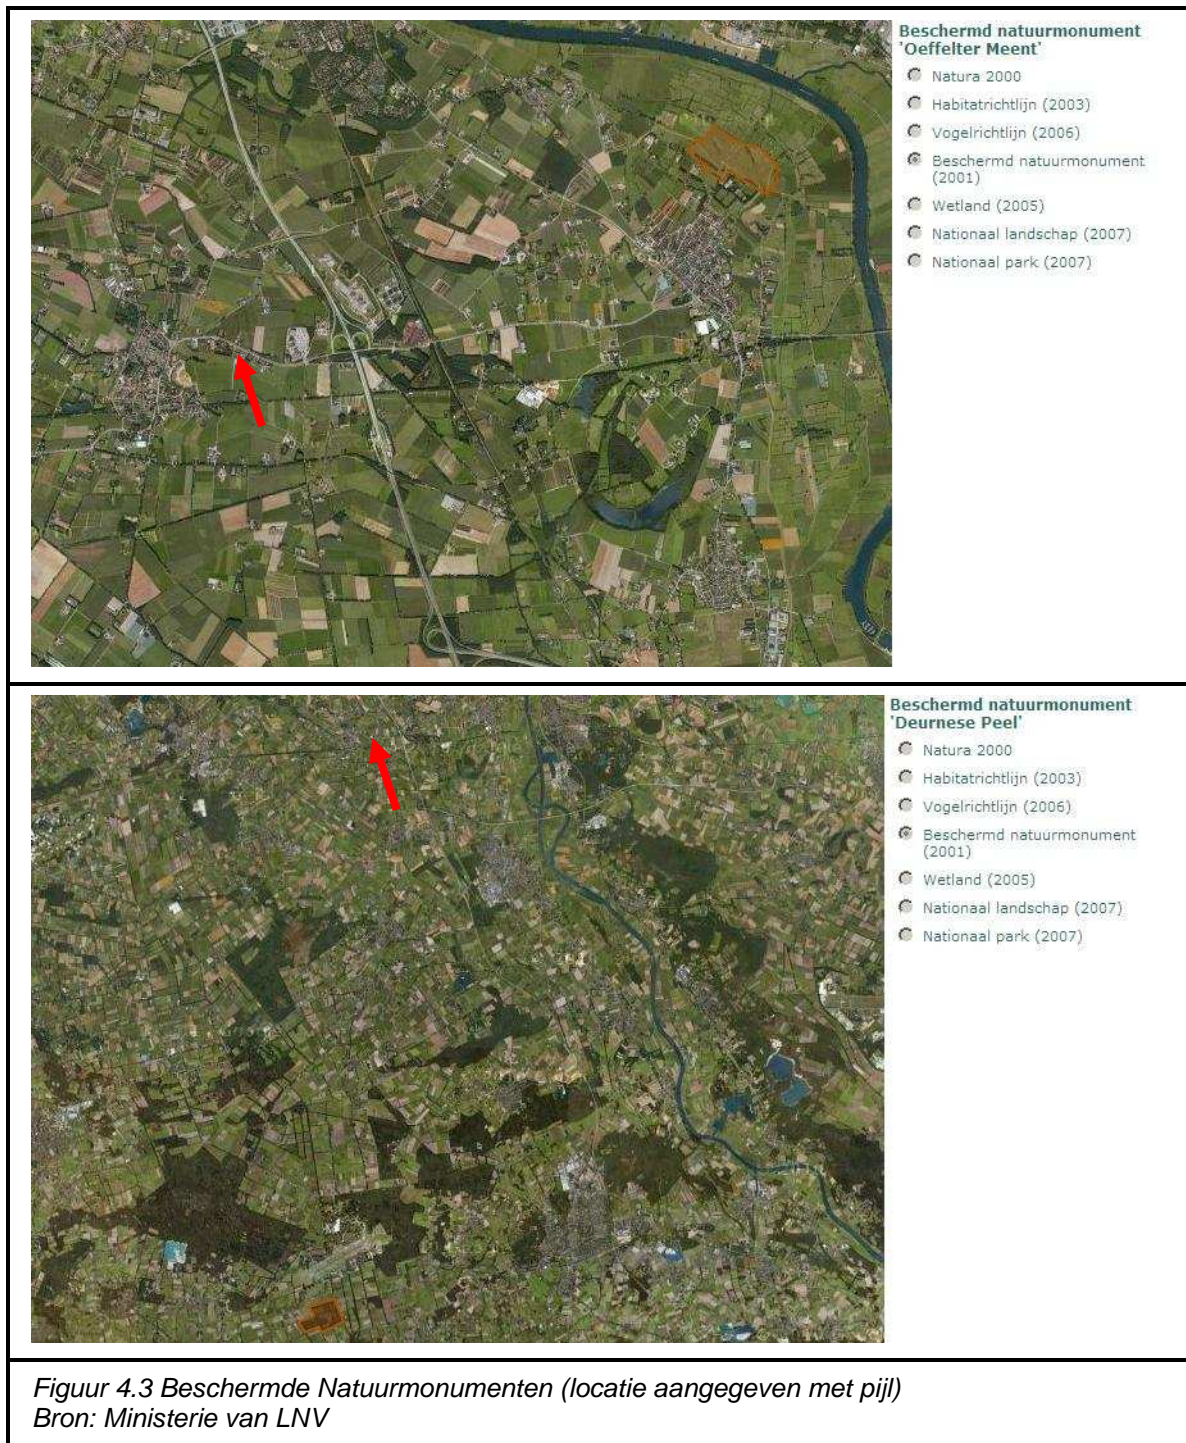 Beschermd natuurmonument
'Oeffelter Meent'
Natura 2000
Habitatrichtlijn (2003)
Vogelrichtlijn (2006)
Beschermd natuurmonument
(2001)
Wetland (2005)
Nationaal landschap (2007)
Nationaal park (2007)
Beschermd natuurmonument
'Deurnese Peel'
Natura 2000
Habitatrichtlijn (2003)
Vogelrichtlijn (2006)
Beschermd natuurmonument
(2001)
Wetland (2005)
Nationaal landschap (2007)
Nationaal park (2007)
Figuur 4.3 Beschermde Natuurmonumenten (locatie aangegeven met pijl)
Bron: Ministerie van LNV